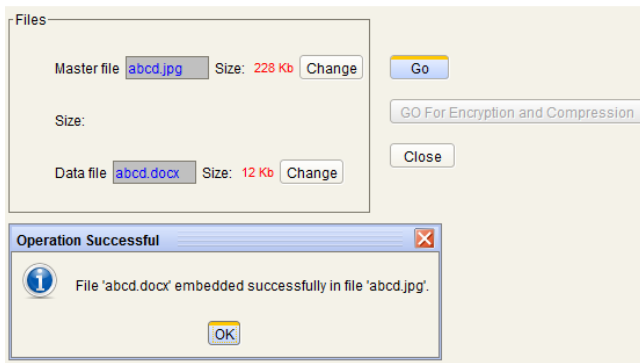 Files
Master file abcd.jpg Size: 228 Kb Change
Go
GO For Encryption and Compression
Size:
Close
Data file abcd.docx Size: 12 Kb Change
Operation Successful
File 'abcd.docx' embedded successfully in file 'abcd.jpg'.
OK